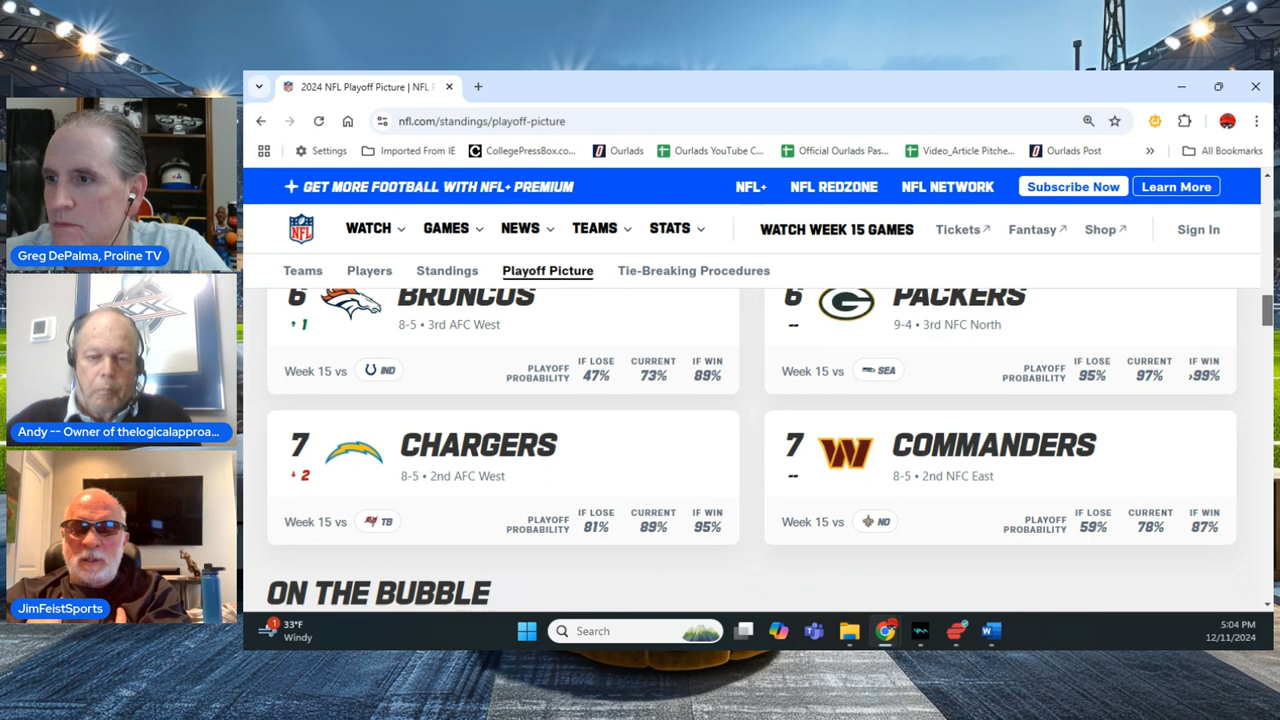 Greg DePalma, Proline TV
Andy -- Owner of thelogicalapproa...
JimFeistSports
2024 NFL Playoff Picture | NFL
nfl.com/standings/playoff-picture
Settings
Imported From IE
CollegePressBox.co...
Ourlads
Ourlads YouTube C...
Official Ourlads Pas...
Video_Article Pitche...
Ourlads Post
All Bookmarks
GET MORE FOOTBALL WITH NFL+ PREMIUM
NFL+
NFL REDZONE
NFL NETWORK
Subscribe Now
Learn More
NFL
WATCH
GAMES
NEWS
TEAMS
STATS
WATCH WEEK 15 GAMES
Tickets
Fantasy
Shop
Sign In
Teams
Players
Standings
Playoff Picture
Tie-Breaking Procedures
6 BRONCOS
1
8-5 • 3rd AFC West
Week 15 vs IND
PLAYOFF PROBABILITY
IF LOSE CURRENT IF WIN
47% 73% 89%
6 PACKERS
--
9-4 • 3rd NFC North
Week 15 vs SEA
PLAYOFF PROBABILITY
IF LOSE CURRENT IF WIN
95% 97% >99%
7 CHARGERS
2
8-5 • 2nd AFC West
Week 15 vs TB
PLAYOFF PROBABILITY
IF LOSE CURRENT IF WIN
81% 89% 95%
7 COMMANDERS
--
8-5 • 2nd NFC East
Week 15 vs NO
PLAYOFF PROBABILITY
IF LOSE CURRENT IF WIN
59% 78% 87%
ON THE BUBBLE
1
33°F
Windy
Search
5:04 PM
12/11/2024